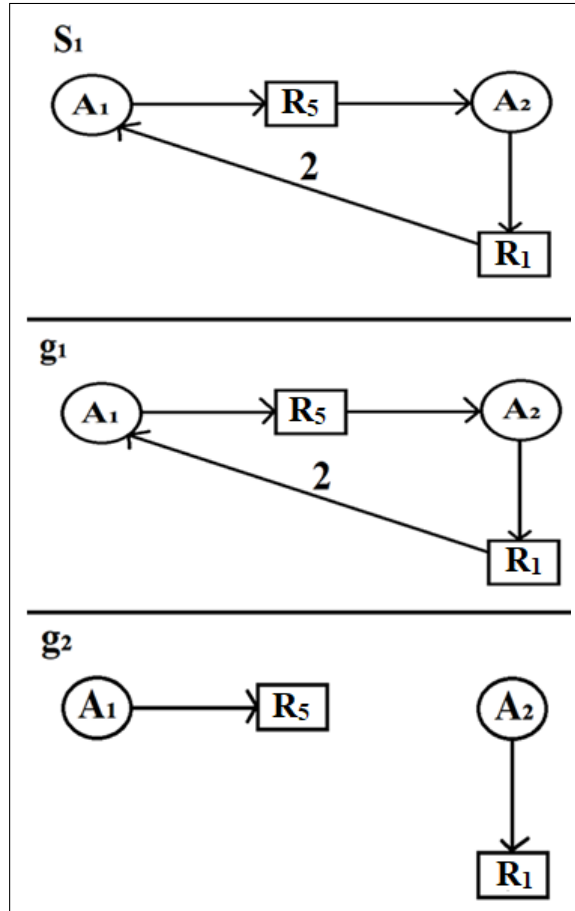 S₁
A₁ R₅ A₂
2
R₁
g₁
A₁ R₅ A₂
2
R₁
g₂
A₁ R₅ A₂
R₁